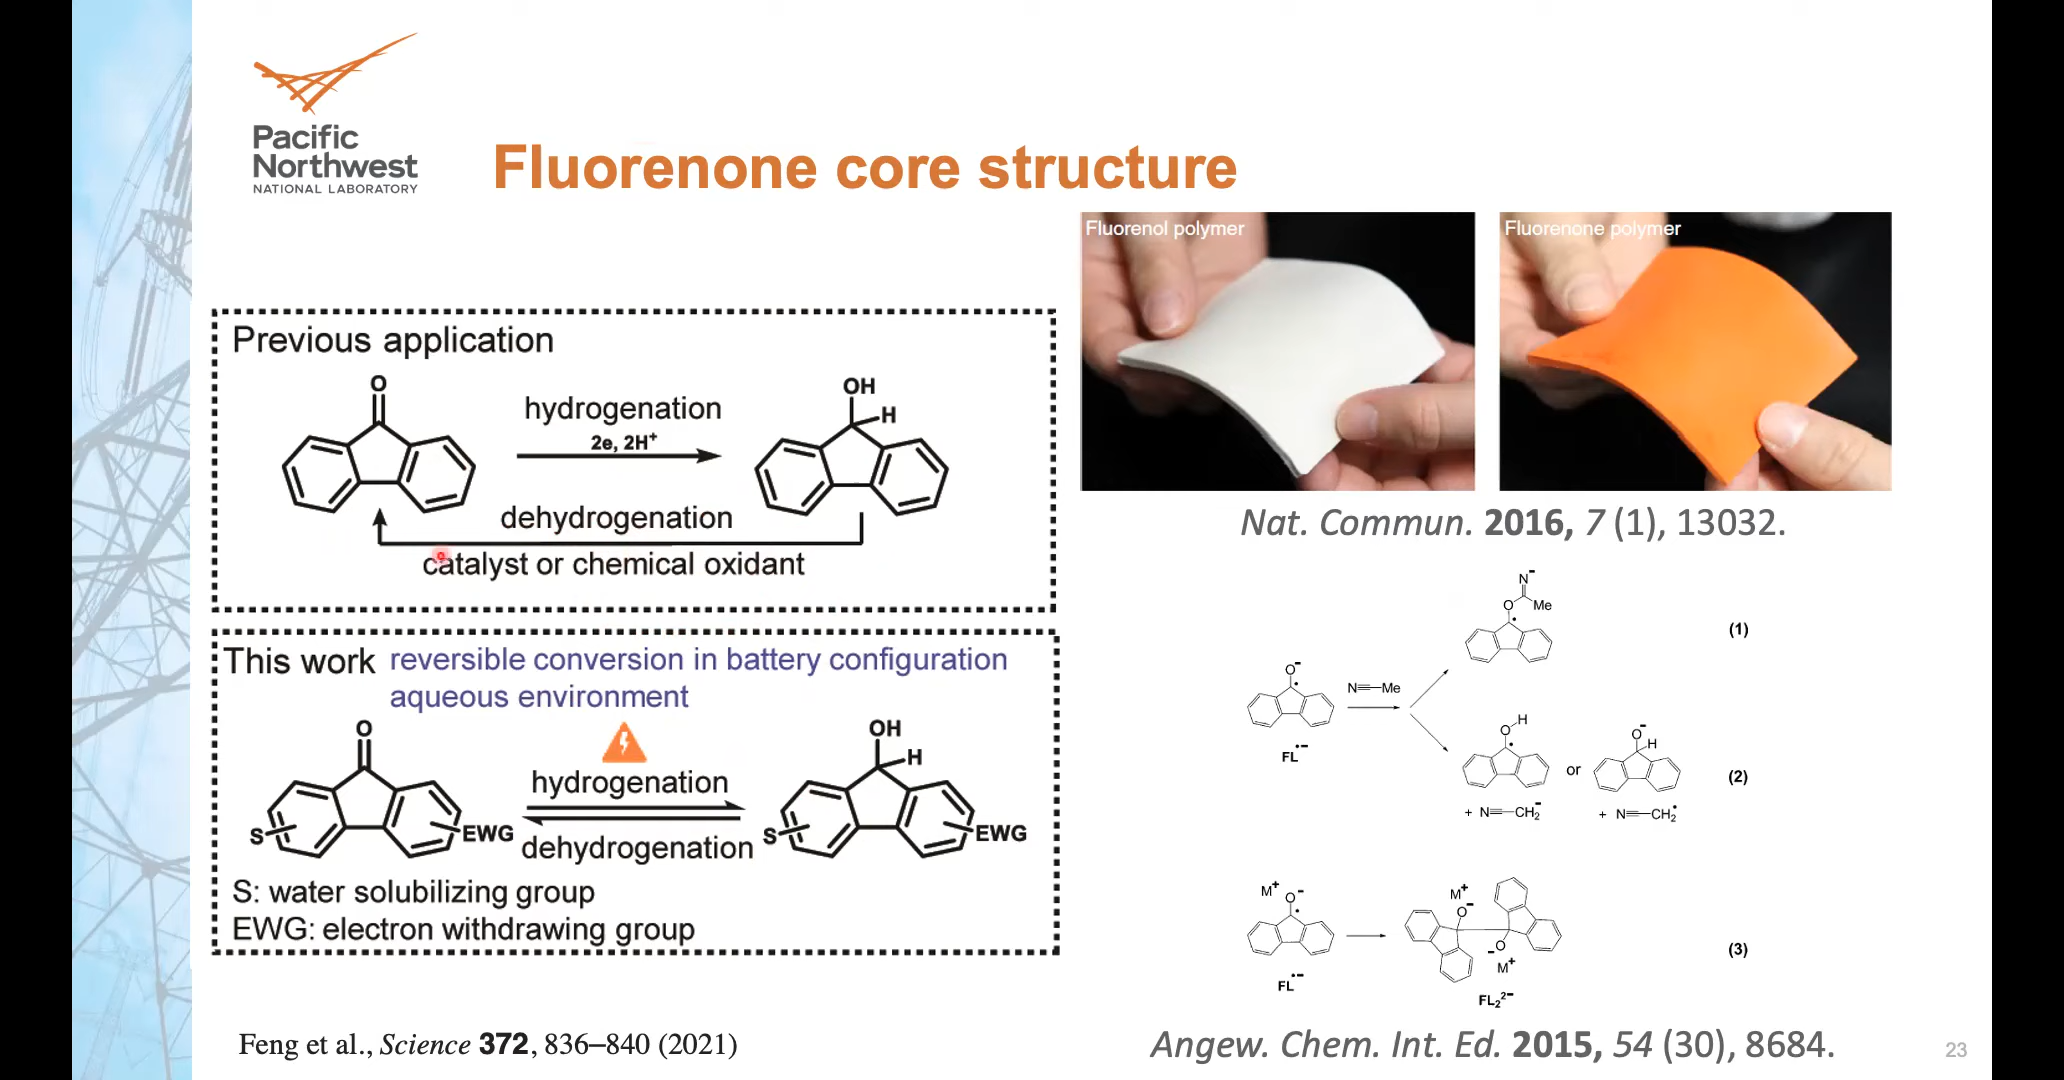 Pacific
Northwest
NATIONAL LABORATORY
Fluorenone core structure
Previous application
O
hydrogenation
2e, 2H⁺
OH
H
dehydrogenation
catalyst or chemical oxidant
This work reversible conversion in battery configuration
aqueous environment
O
S
EWG
hydrogenation
dehydrogenation
OH
H
S
EWG
S: water solubilizing group
EWG: electron withdrawing group
Feng et al., Science 372, 836–840 (2021)
Fluorenol polymer
Fluorenone polymer
Nat. Commun. 2016, 7 (1), 13032.
O⁻
•
FL•⁻
N≡Me
N⁻
O
Me
•
(1)
O
H
•
+ N≡CH₂⁻
or
O⁻
H
+ N≡CH₂•
(2)
M⁺
O⁻
•
FL•⁻
M⁺
O⁻
⁻O
M⁺
FL₂²⁻
(3)
Angew. Chem. Int. Ed. 2015, 54 (30), 8684.
23